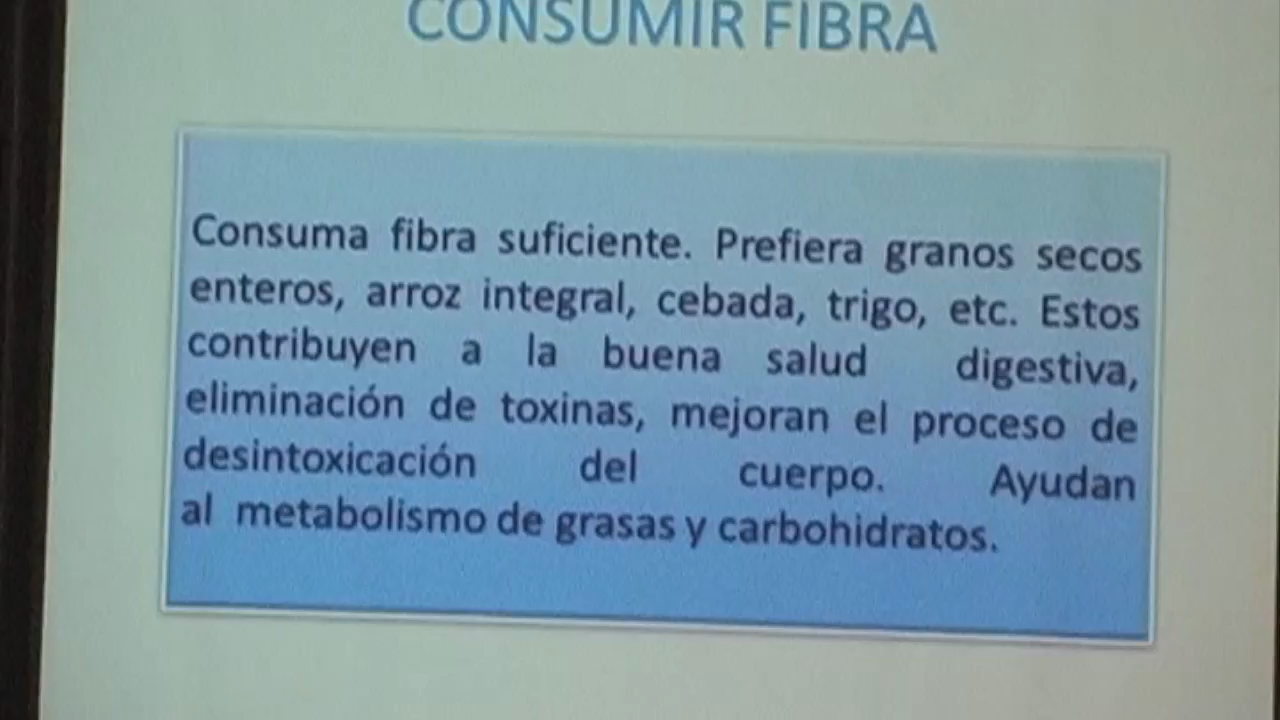 CONSUMIR FIBRA
Consuma fibra suficiente. Prefiera granos secos
enteros, arroz integral, cebada, trigo, etc. Estos
contribuyen a la buena salud digestiva,
eliminación de toxinas, mejoran el proceso de
desintoxicación del cuerpo. Ayudan
al metabolismo de grasas y carbohidratos.